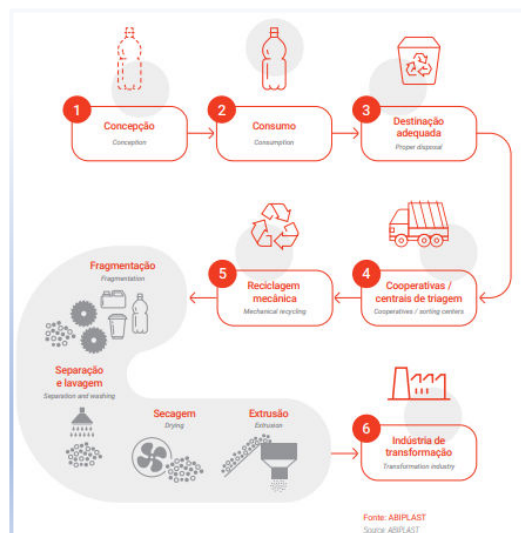 1
Concepção
Conception
2
Consumo
Consumption
3
Destinação
adequada
Proper disposal
4
Cooperativas /
centrais de triagem
Cooperatives / sorting centers
5
Reciclagem
mecânica
Mechanical recycling
Fragmentação
Fragmentation
Separação
e lavagem
Separation and washing
Secagem
Drying
Extrusão
Extrusion
6
Indústria de
transformação
Transformation industry
Fonte: ABIPLAST
Source: ABIPLAST